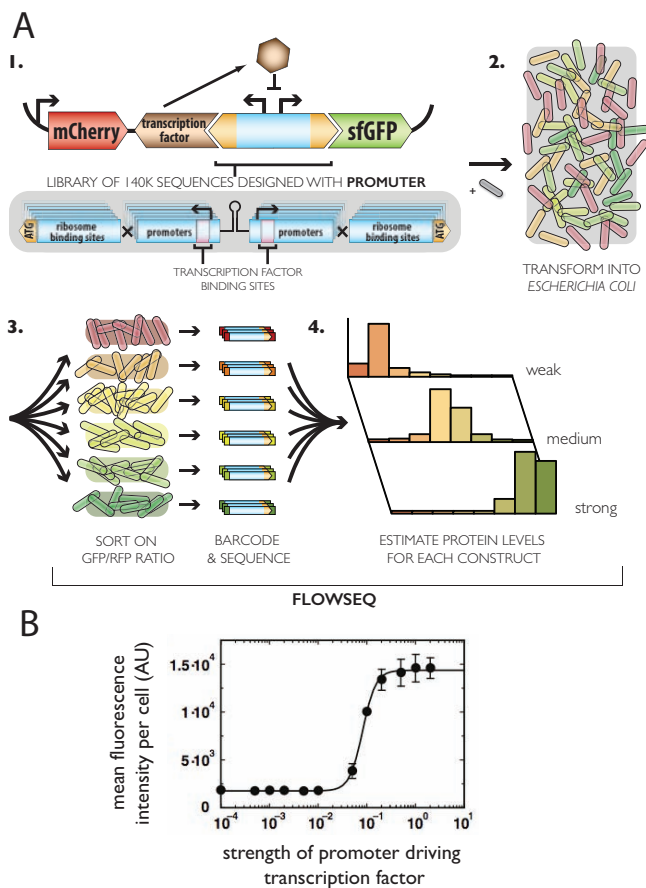 A
1.
mCherry
transcription
factor
sfGFP
LIBRARY OF 140K SEQUENCES DESIGNED WITH PROMUTER
ATG
ribosome
binding sites
×
promoters
promoters
×
ribosome
binding sites
ATG
TRANSCRIPTION FACTOR
BINDING SITES
2.
+
TRANSFORM INTO
ESCHERICHIA COLI
3.
SORT ON
GFP/RFP RATIO
BARCODE
& SEQUENCE
4.
weak
medium
strong
ESTIMATE PROTEIN LEVELS
FOR EACH CONSTRUCT
FLOWSEQ
B
mean fluorescence
intensity per cell (AU)
1.5•10⁴
1•10⁴
5•10³
0
10⁻⁴ 10⁻³ 10⁻² 10⁻¹ 10⁰ 10¹
strength of promoter driving
transcription factor